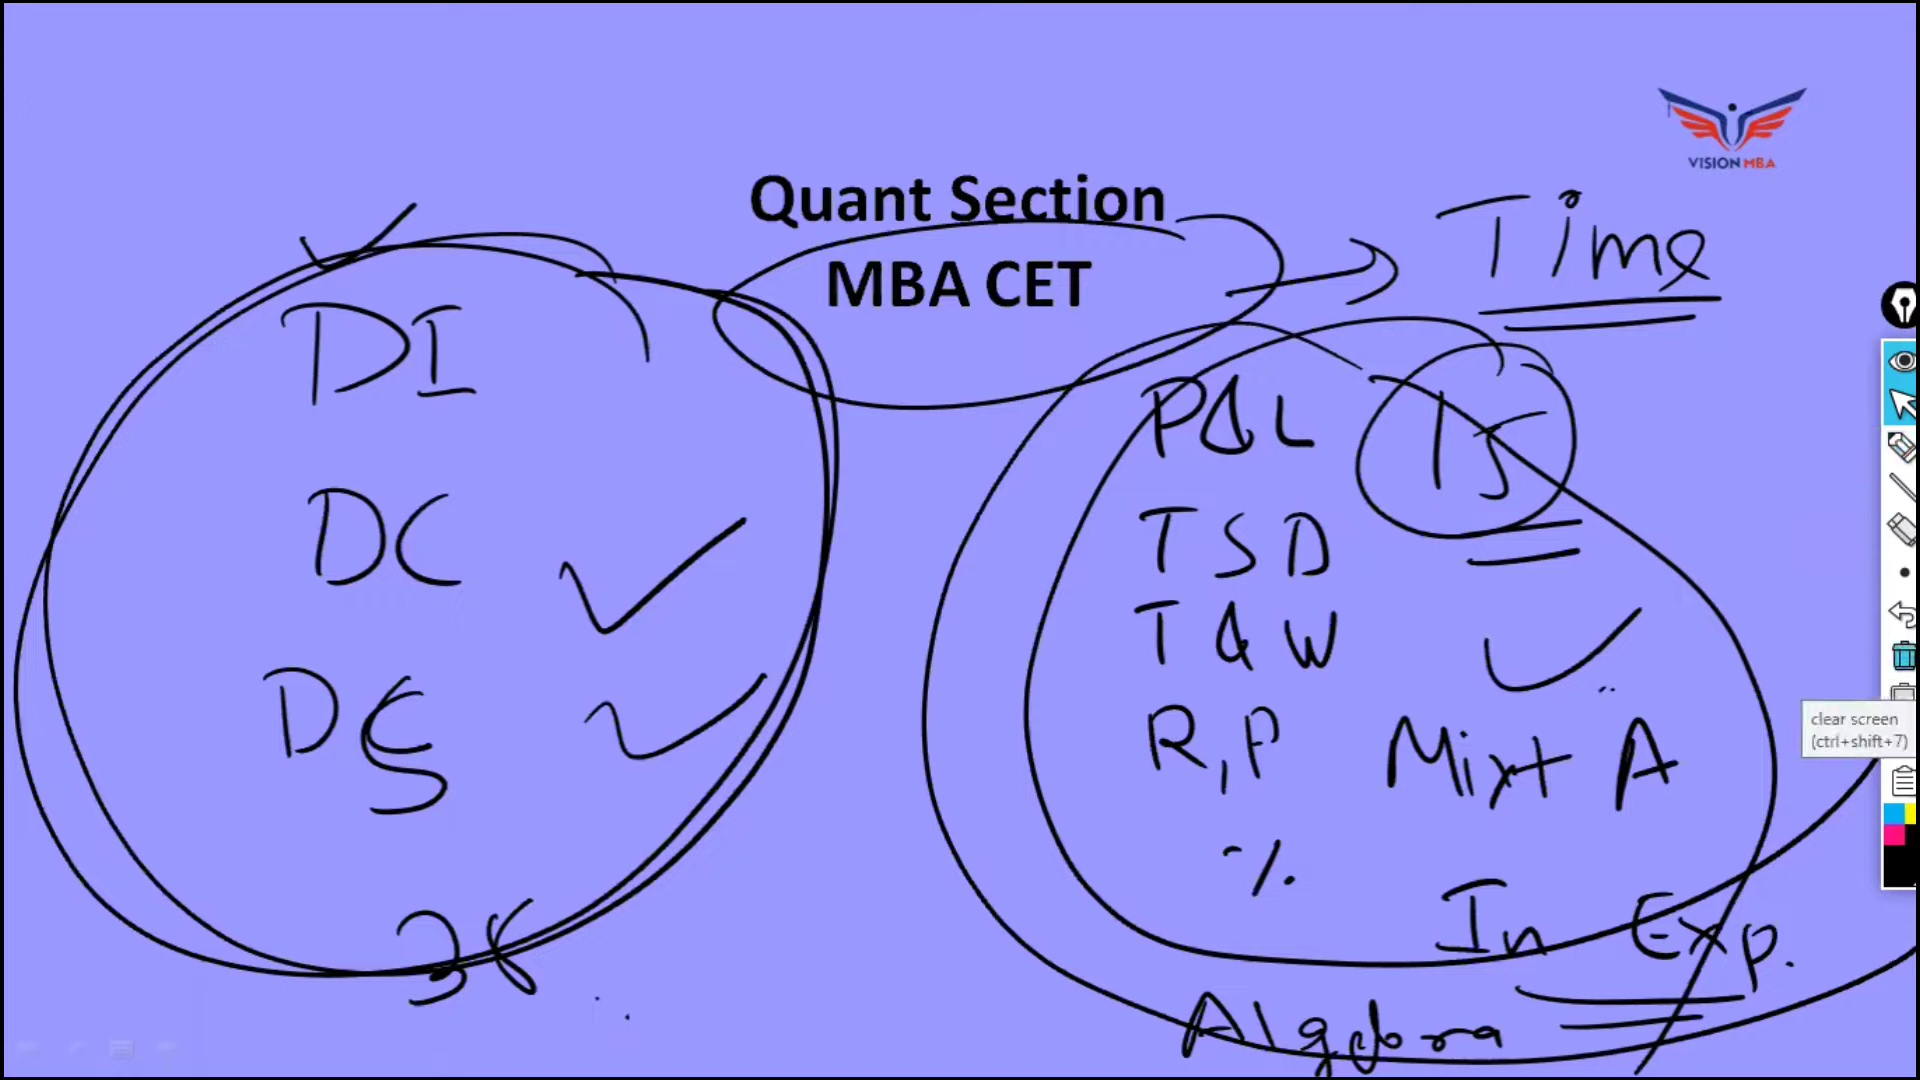 VISION MBA
Quant Section
MBA CET
Time
DI
DC
DS
P&L
15
TSD
T&W
R, P
Mixt A
%
In Exp.
Algebra
clear screen
(ctrl+shift+7)